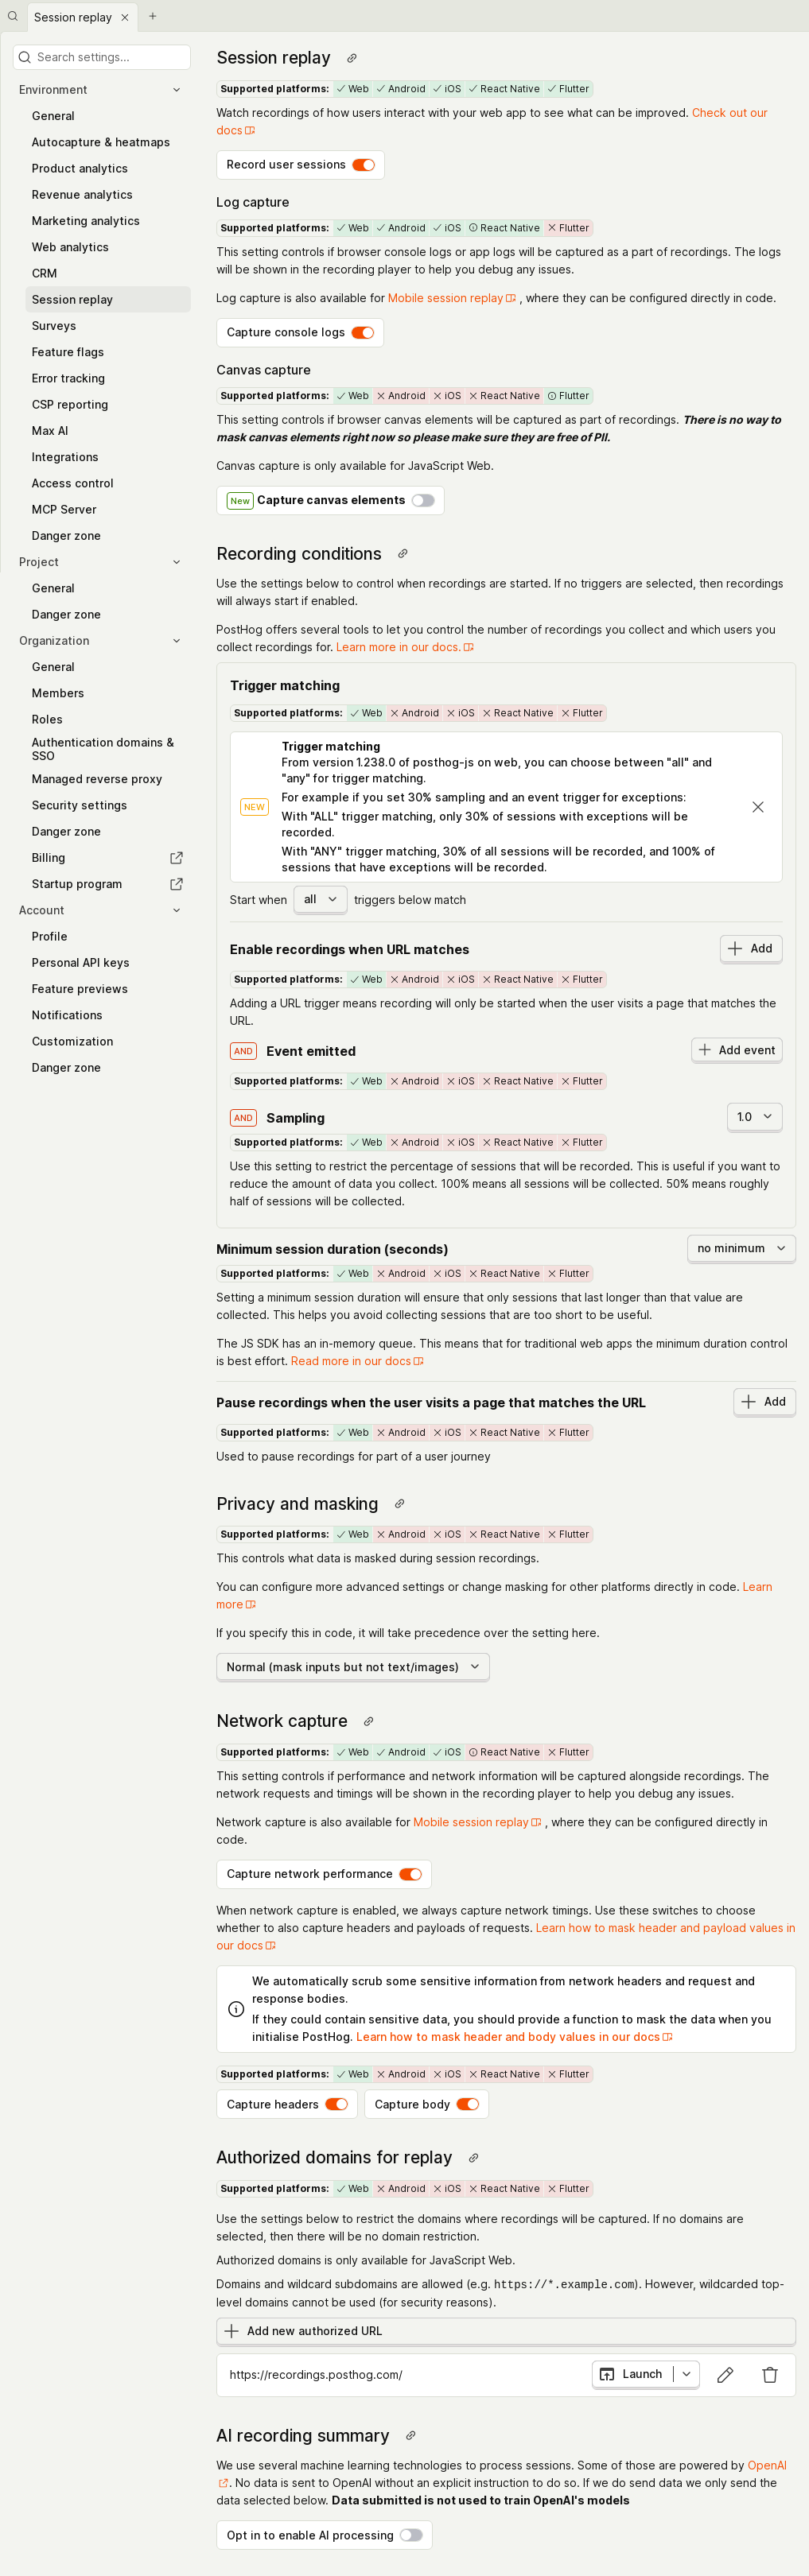 Session replay
Search settings...
Environment
General
Autocapture & heatmaps
Product analytics
Revenue analytics
Marketing analytics
Web analytics
CRM
Session replay
Surveys
Feature flags
Error tracking
CSP reporting
Max AI
Integrations
Access control
MCP Server
Danger zone
Project
General
Danger zone
Organization
General
Members
Roles
Authentication domains &
SSO
Managed reverse proxy
Security settings
Danger zone
Billing
Startup program
Account
Profile
Personal API keys
Feature previews
Notifications
Customization
Danger zone
Session replay
Supported platforms: Web Android iOS React Native Flutter
Watch recordings of how users interact with your web app to see what can be improved. Check out our
docs
Record user sessions
Log capture
Supported platforms: Web Android iOS React Native Flutter
This setting controls if browser console logs or app logs will be captured as a part of recordings. The logs
will be shown in the recording player to help you debug any issues.
Log capture is also available for Mobile session replay , where they can be configured directly in code.
Capture console logs
Canvas capture
Supported platforms: Web Android iOS React Native Flutter
This setting controls if browser canvas elements will be captured as part of recordings. There is no way to
mask canvas elements right now so please make sure they are free of PII.
Canvas capture is only available for JavaScript Web.
New Capture canvas elements
Recording conditions
Use the settings below to control when recordings are started. If no triggers are selected, then recordings
will always start if enabled.
PostHog offers several tools to let you control the number of recordings you collect and which users you
collect recordings for. Learn more in our docs.
Trigger matching
Supported platforms: Web Android iOS React Native Flutter
NEW
Trigger matching
From version 1.238.0 of posthog-js on web, you can choose between "all" and
"any" for trigger matching.
For example if you set 30% sampling and an event trigger for exceptions:
With "ALL" trigger matching, only 30% of sessions with exceptions will be
recorded.
With "ANY" trigger matching, 30% of all sessions will be recorded, and 100% of
sessions that have exceptions will be recorded.
Start when all triggers below match
Enable recordings when URL matches Add
Supported platforms: Web Android iOS React Native Flutter
Adding a URL trigger means recording will only be started when the user visits a page that matches the
URL.
AND Event emitted Add event
Supported platforms: Web Android iOS React Native Flutter
AND Sampling 1.0
Supported platforms: Web Android iOS React Native Flutter
Use this setting to restrict the percentage of sessions that will be recorded. This is useful if you want to
reduce the amount of data you collect. 100% means all sessions will be collected. 50% means roughly
half of sessions will be collected.
Minimum session duration (seconds) no minimum
Supported platforms: Web Android iOS React Native Flutter
Setting a minimum session duration will ensure that only sessions that last longer than that value are
collected. This helps you avoid collecting sessions that are too short to be useful.
The JS SDK has an in-memory queue. This means that for traditional web apps the minimum duration control
is best effort. Read more in our docs
Pause recordings when the user visits a page that matches the URL Add
Supported platforms: Web Android iOS React Native Flutter
Used to pause recordings for part of a user journey
Privacy and masking
Supported platforms: Web Android iOS React Native Flutter
This controls what data is masked during session recordings.
You can configure more advanced settings or change masking for other platforms directly in code. Learn
more
If you specify this in code, it will take precedence over the setting here.
Normal (mask inputs but not text/images)
Network capture
Supported platforms: Web Android iOS React Native Flutter
This setting controls if performance and network information will be captured alongside recordings. The
network requests and timings will be shown in the recording player to help you debug any issues.
Network capture is also available for Mobile session replay , where they can be configured directly in
code.
Capture network performance
When network capture is enabled, we always capture network timings. Use these switches to choose
whether to also capture headers and payloads of requests. Learn how to mask header and payload values in
our docs
We automatically scrub some sensitive information from network headers and request and
response bodies.
If they could contain sensitive data, you should provide a function to mask the data when you
initialise PostHog. Learn how to mask header and body values in our docs
Supported platforms: Web Android iOS React Native Flutter
Capture headers Capture body
Authorized domains for replay
Supported platforms: Web Android iOS React Native Flutter
Use the settings below to restrict the domains where recordings will be captured. If no domains are
selected, then there will be no domain restriction.
Authorized domains is only available for JavaScript Web.
Domains and wildcard subdomains are allowed (e.g. https://*.example.com). However, wildcarded top-
level domains cannot be used (for security reasons).
Add new authorized URL
https://recordings.posthog.com/ Launch
AI recording summary
We use several machine learning technologies to process sessions. Some of those are powered by OpenAI
. No data is sent to OpenAI without an explicit instruction to do so. If we do send data we only send the
data selected below. Data submitted is not used to train OpenAI's models
Opt in to enable AI processing